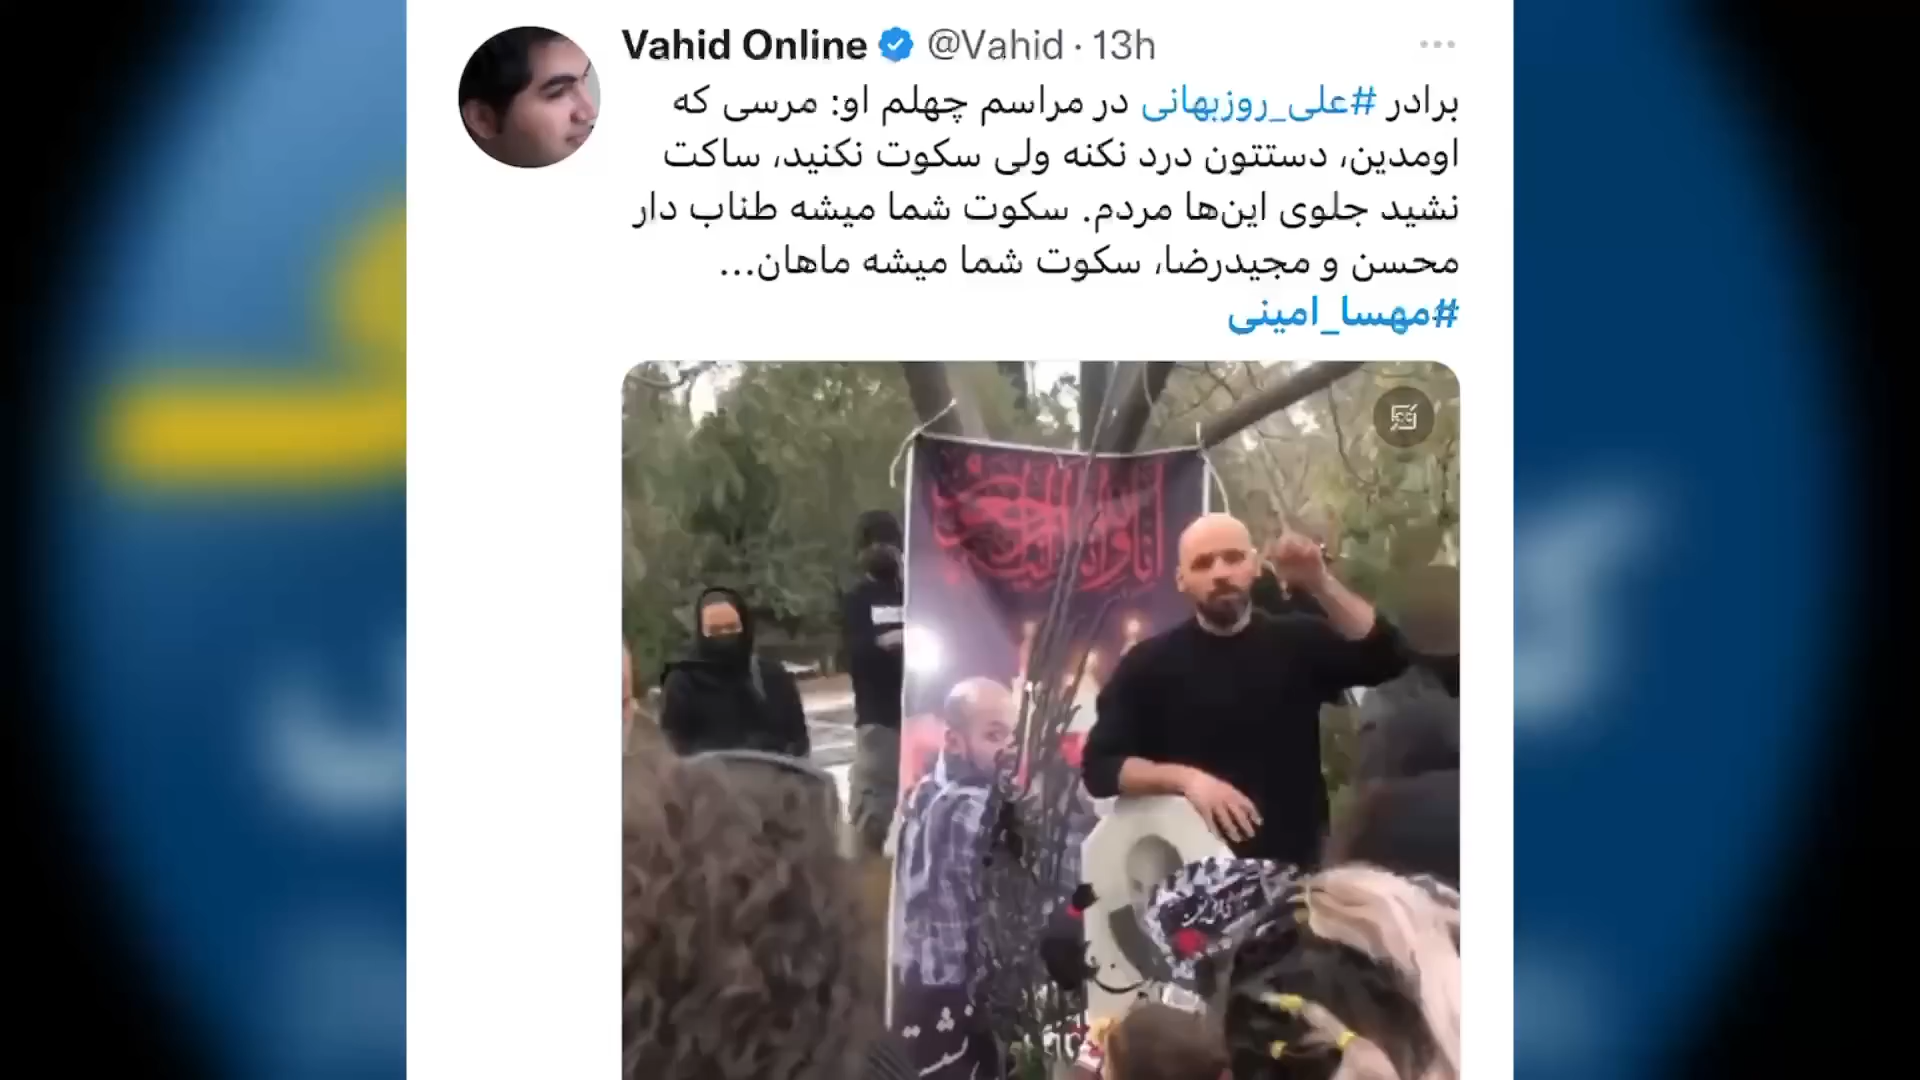 Vahid Online @Vahid · 13h
برادر #علی_روزبهانی در مراسم چهلم او: مرسی که
اومدین، دستتون درد نکنه ولی سکوت نکنید، ساکت
نشید جلوی این‌ها مردم. سکوت شما میشه طناب دار
محسن و مجیدرضا، سکوت شما میشه ماهان...
#مهسا_امینی